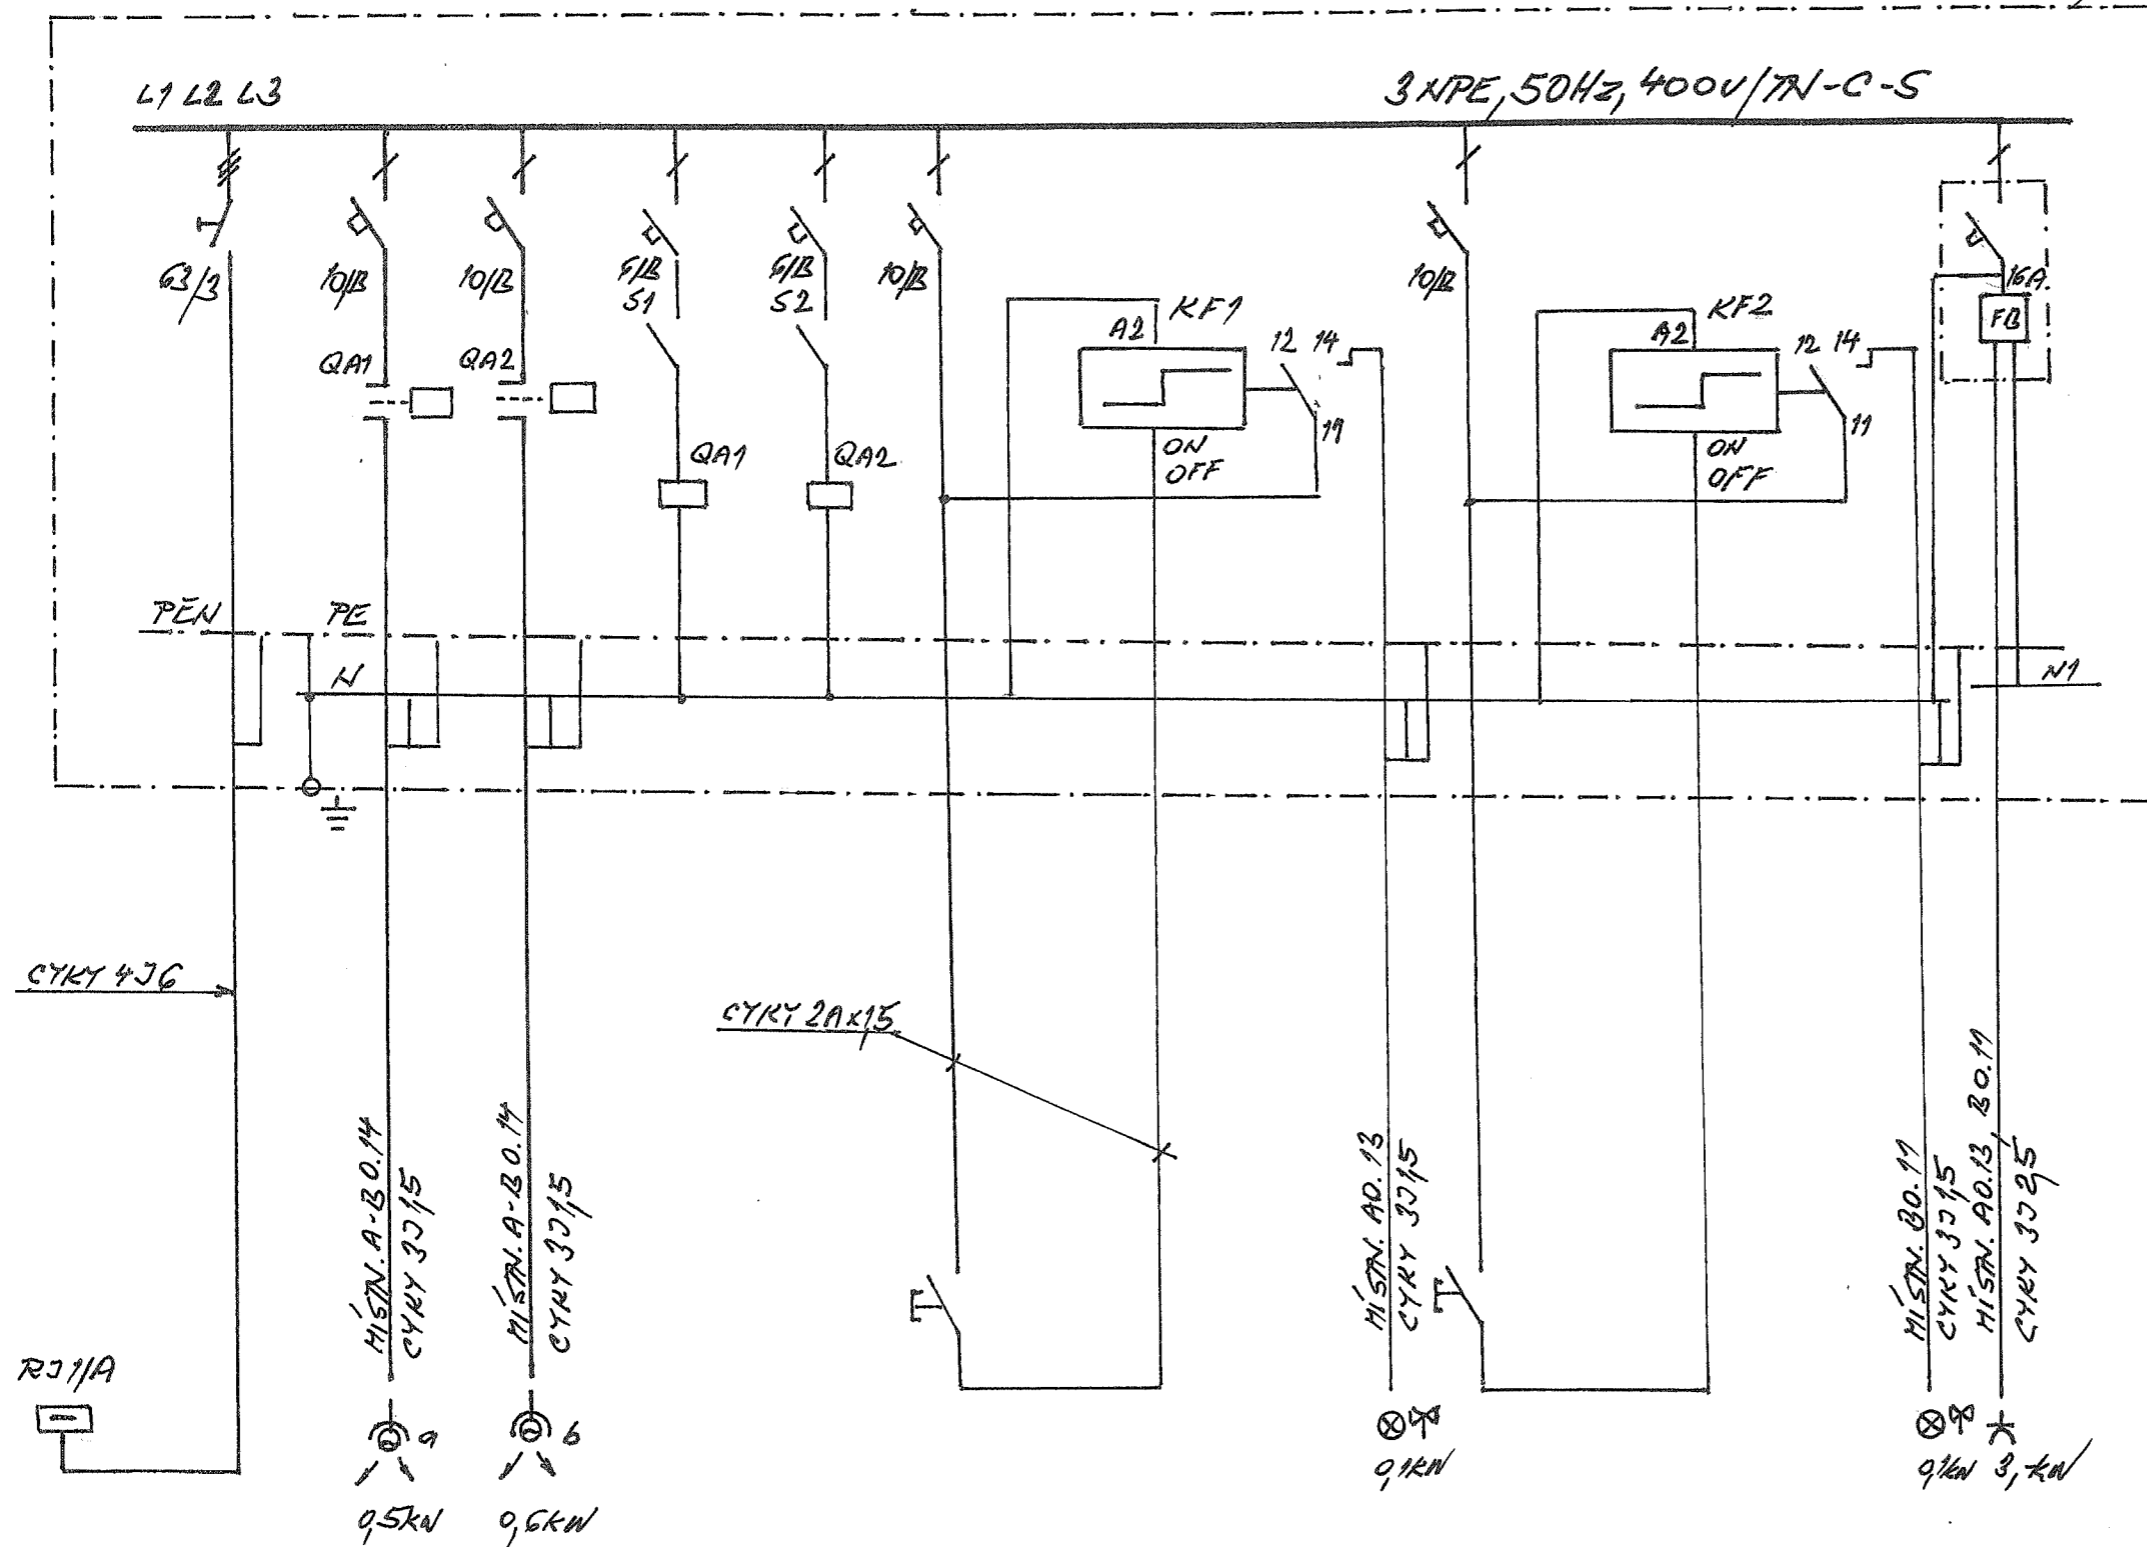 L1 L2 L3
3 NPE, 50Hz, 400V/TN-C-S
63/3
10/B
10/B
6/B
S1
6/B
S2
10/B
10/B
16A
FB
KF1
A2
12 14
11
ON
OFF
KF2
A2
12 14
11
ON
OFF
QA1
QA2
QA1
QA2
PEN
PE
N
N1
CYKY 4J6
CYKY 2Ax1,5
MÍSTN. A-B0.14
CYKY 3J1,5
MÍSTN. A-B0.14
CYKY 3J1,5
MÍSTN. A0.13
CYKY 3J1,5
MÍSTN. B0.11
CYKY 3J1,5
MÍSTN. A0.13, B0.11
CYKY 3J2,5
RJ1/A
a
b
0,5kW
0,6kW
0,1kW
0,1kW
3,-kW